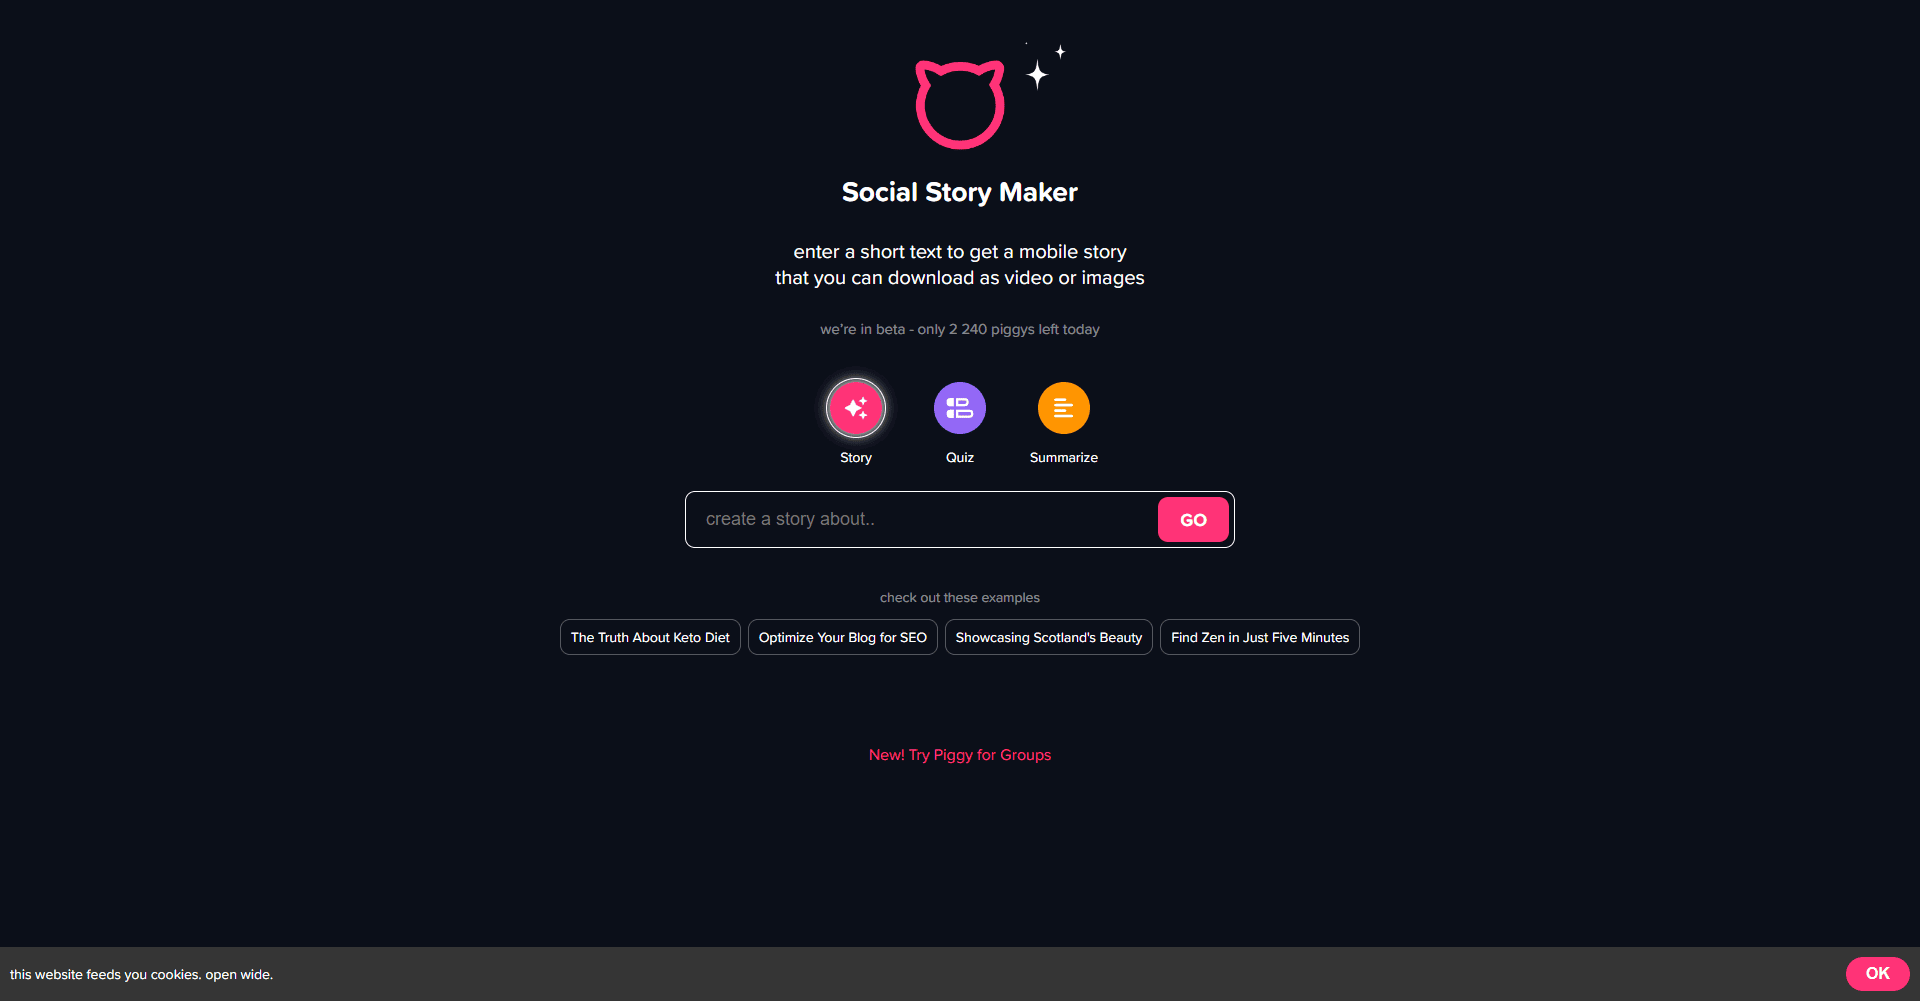 Social Story Maker
enter a short text to get a mobile story
that you can download as video or images
we're in beta - only 2 240 piggys left today
Story
Quiz
Summarize
create a story about..
GO
check out these examples
The Truth About Keto Diet
Optimize Your Blog for SEO
Showcasing Scotland's Beauty
Find Zen in Just Five Minutes
New! Try Piggy for Groups
this website feeds you cookies. open wide.
OK